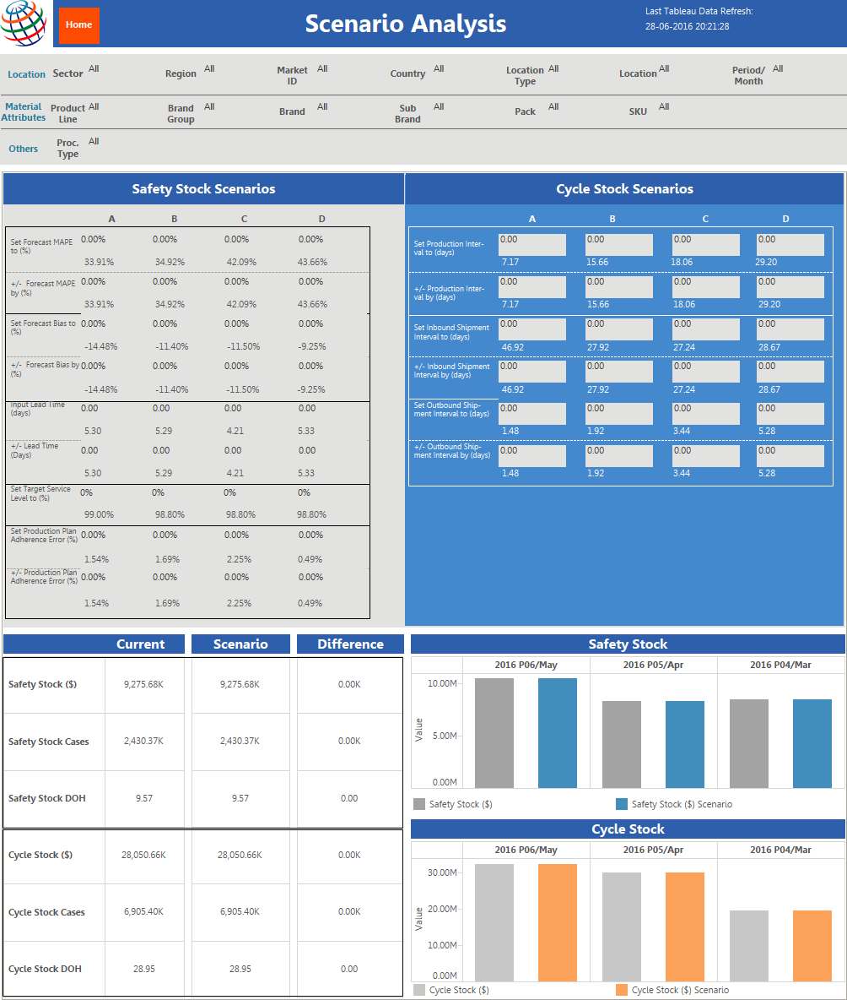 Home
Scenario Analysis
Last Tableau Data Refresh:
28-06-2016 20:21:28
Location Sector All Region All Market ID All Country All Location Type All Location All Period/ Month All
Material Attributes Product Line All Brand Group All Brand All Sub Brand All Pack All SKU All
Others Proc. Type All
Safety Stock Scenarios
A B C D
Set Forecast MAPE to (%) 0.00% 0.00% 0.00% 0.00%
33.91% 34.92% 42.09% 43.66%
+/- Forecast MAPE by (%) 0.00% 0.00% 0.00% 0.00%
33.91% 34.92% 42.09% 43.66%
Set Forecast Bias to (%) 0.00% 0.00% 0.00% 0.00%
-14.48% -11.40% -11.50% -9.25%
+/- Forecast Bias by (%) 0.00% 0.00% 0.00% 0.00%
-14.48% -11.40% -11.50% -9.25%
Input Lead Time (days) 0.00 0.00 0.00 0.00
5.30 5.29 4.21 5.33
+/- Lead Time (Days) 0.00 0.00 0.00 0.00
5.30 5.29 4.21 5.33
Set Target Service Level to (%) 0% 0% 0% 0%
99.00% 98.80% 98.80% 98.80%
Set Production Plan Adherence Error (%) 0.00% 0.00% 0.00% 0.00%
1.54% 1.69% 2.25% 0.49%
+/- Production Plan Adherence Error (%) 0.00% 0.00% 0.00% 0.00%
1.54% 1.69% 2.25% 0.49%
Cycle Stock Scenarios
A B C D
Set Production Inter-
val to (days) 0.00 0.00 0.00 0.00
7.17 15.66 18.06 29.20
+/- Production Inter-
val by (days) 0.00 0.00 0.00 0.00
7.17 15.66 18.06 29.20
Set Inbound Shipment
Interval to (days) 0.00 0.00 0.00 0.00
46.92 27.92 27.24 28.67
+/- Inbound Shipment
Interval by (days) 0.00 0.00 0.00 0.00
46.92 27.92 27.24 28.67
Set Outbound Ship-
ment Interval to (days) 0.00 0.00 0.00 0.00
1.48 1.92 3.44 5.28
+/- Outbound Ship-
ment Interval by (days) 0.00 0.00 0.00 0.00
1.48 1.92 3.44 5.28
Current Scenario Difference
Safety Stock ($) 9,275.68K 9,275.68K 0.00K
Safety Stock Cases 2,430.37K 2,430.37K 0.00K
Safety Stock DOH 9.57 9.57 0.00
Cycle Stock ($) 28,050.66K 28,050.66K 0.00K
Cycle Stock Cases 6,905.40K 6,905.40K 0.00K
Cycle Stock DOH 28.95 28.95 0.00
Safety Stock
2016 P06/May 2016 P05/Apr 2016 P04/Mar
10.00M
Value
5.00M
0.00M
Safety Stock ($) Safety Stock ($) Scenario
Cycle Stock
2016 P06/May 2016 P05/Apr 2016 P04/Mar
30.00M
20.00M
Value
10.00M
0.00M
Cycle Stock ($) Cycle Stock ($) Scenario